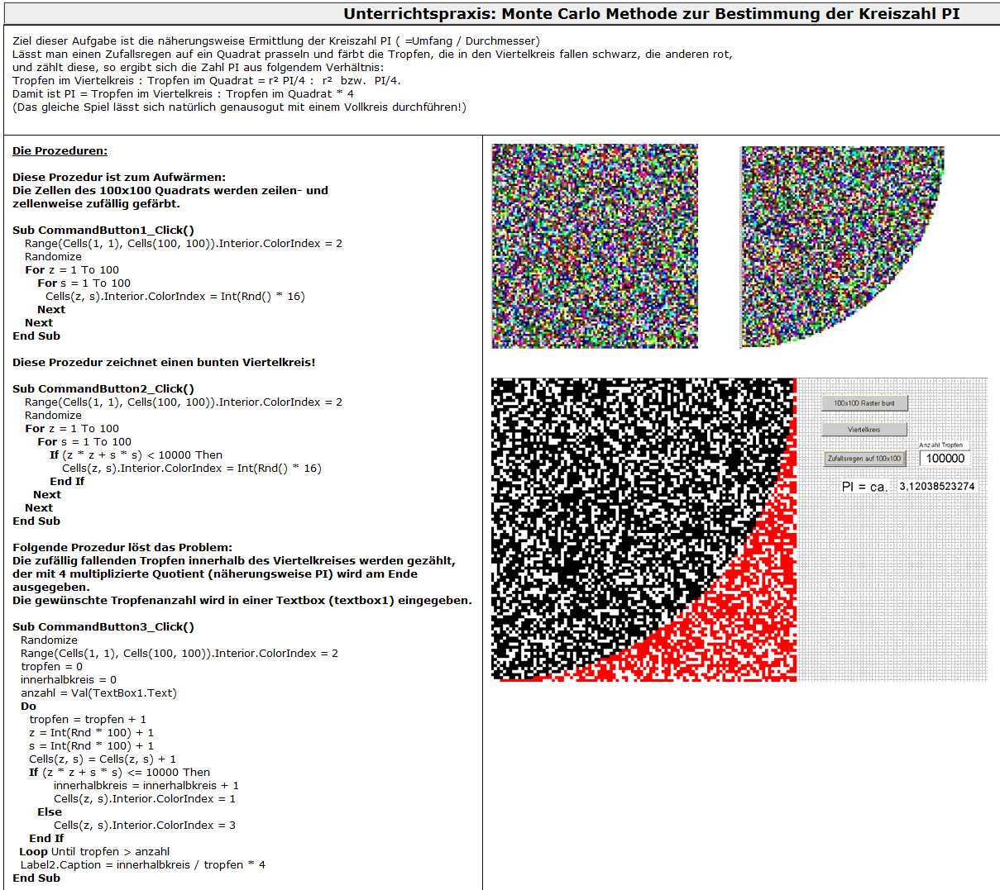 Unterrichtspraxis: Monte Carlo Methode zur Bestimmung der Kreiszahl PI
Ziel dieser Aufgabe ist die näherungsweise Ermittlung der Kreiszahl PI ( =Umfang / Durchmesser)
Lässt man einen Zufallsregen auf ein Quadrat prasseln und färbt die Tropfen, die in den Viertelkreis fallen schwarz, die anderen rot,
und zählt diese, so ergibt sich die Zahl PI aus folgendem Verhältnis:
Tropfen im Viertelkreis : Tropfen im Quadrat = r² PI/4 : r² bzw. PI/4.
Damit ist PI = Tropfen im Viertelkreis : Tropfen im Quadrat * 4
(Das gleiche Spiel lässt sich natürlich genausogut mit einem Vollkreis durchführen!)
Die Prozeduren:
Diese Prozedur ist zum Aufwärmen:
Die Zellen des 100x100 Quadrats werden zeilen- und
zellenweise zufällig gefärbt.
Sub CommandButton1_Click()
Range(Cells(1, 1), Cells(100, 100)).Interior.ColorIndex = 2
Randomize
For z = 1 To 100
For s = 1 To 100
Cells(z, s).Interior.ColorIndex = Int(Rnd() * 16)
Next
Next
End Sub
Diese Prozedur zeichnet einen bunten Viertelkreis!
Sub CommandButton2_Click()
Range(Cells(1, 1), Cells(100, 100)).Interior.ColorIndex = 2
Randomize
For z = 1 To 100
For s = 1 To 100
If (z * z + s * s) < 10000 Then
Cells(z, s).Interior.ColorIndex = Int(Rnd() * 16)
End If
Next
Next
End Sub
Folgende Prozedur löst das Problem:
Die zufällig fallenden Tropfen innerhalb des Viertelkreises werden gezählt,
der mit 4 multiplizierte Quotient (näherungsweise PI) wird am Ende
ausgegeben.
Die gewünschte Tropfenanzahl wird in einer Textbox (textbox1) eingegeben.
Sub CommandButton3_Click()
Randomize
Range(Cells(1, 1), Cells(100, 100)).Interior.ColorIndex = 2
tropfen = 0
innerhalbkreis = 0
anzahl = Val(TextBox1.Text)
Do
tropfen = tropfen + 1
z = Int(Rnd * 100) + 1
s = Int(Rnd * 100) + 1
Cells(z, s) = Cells(z, s) + 1
If (z * z + s * s) <= 10000 Then
innerhalbkreis = innerhalbkreis + 1
Cells(z, s).Interior.ColorIndex = 1
Else
Cells(z, s).Interior.ColorIndex = 3
End If
Loop Until tropfen > anzahl
Label2.Caption = innerhalbkreis / tropfen * 4
End Sub
100x100 Raster bunt
Viertelkreis
Anzahl Tropfen
Zufallsregen auf 100x100
100000
PI = ca. 3,12038523274